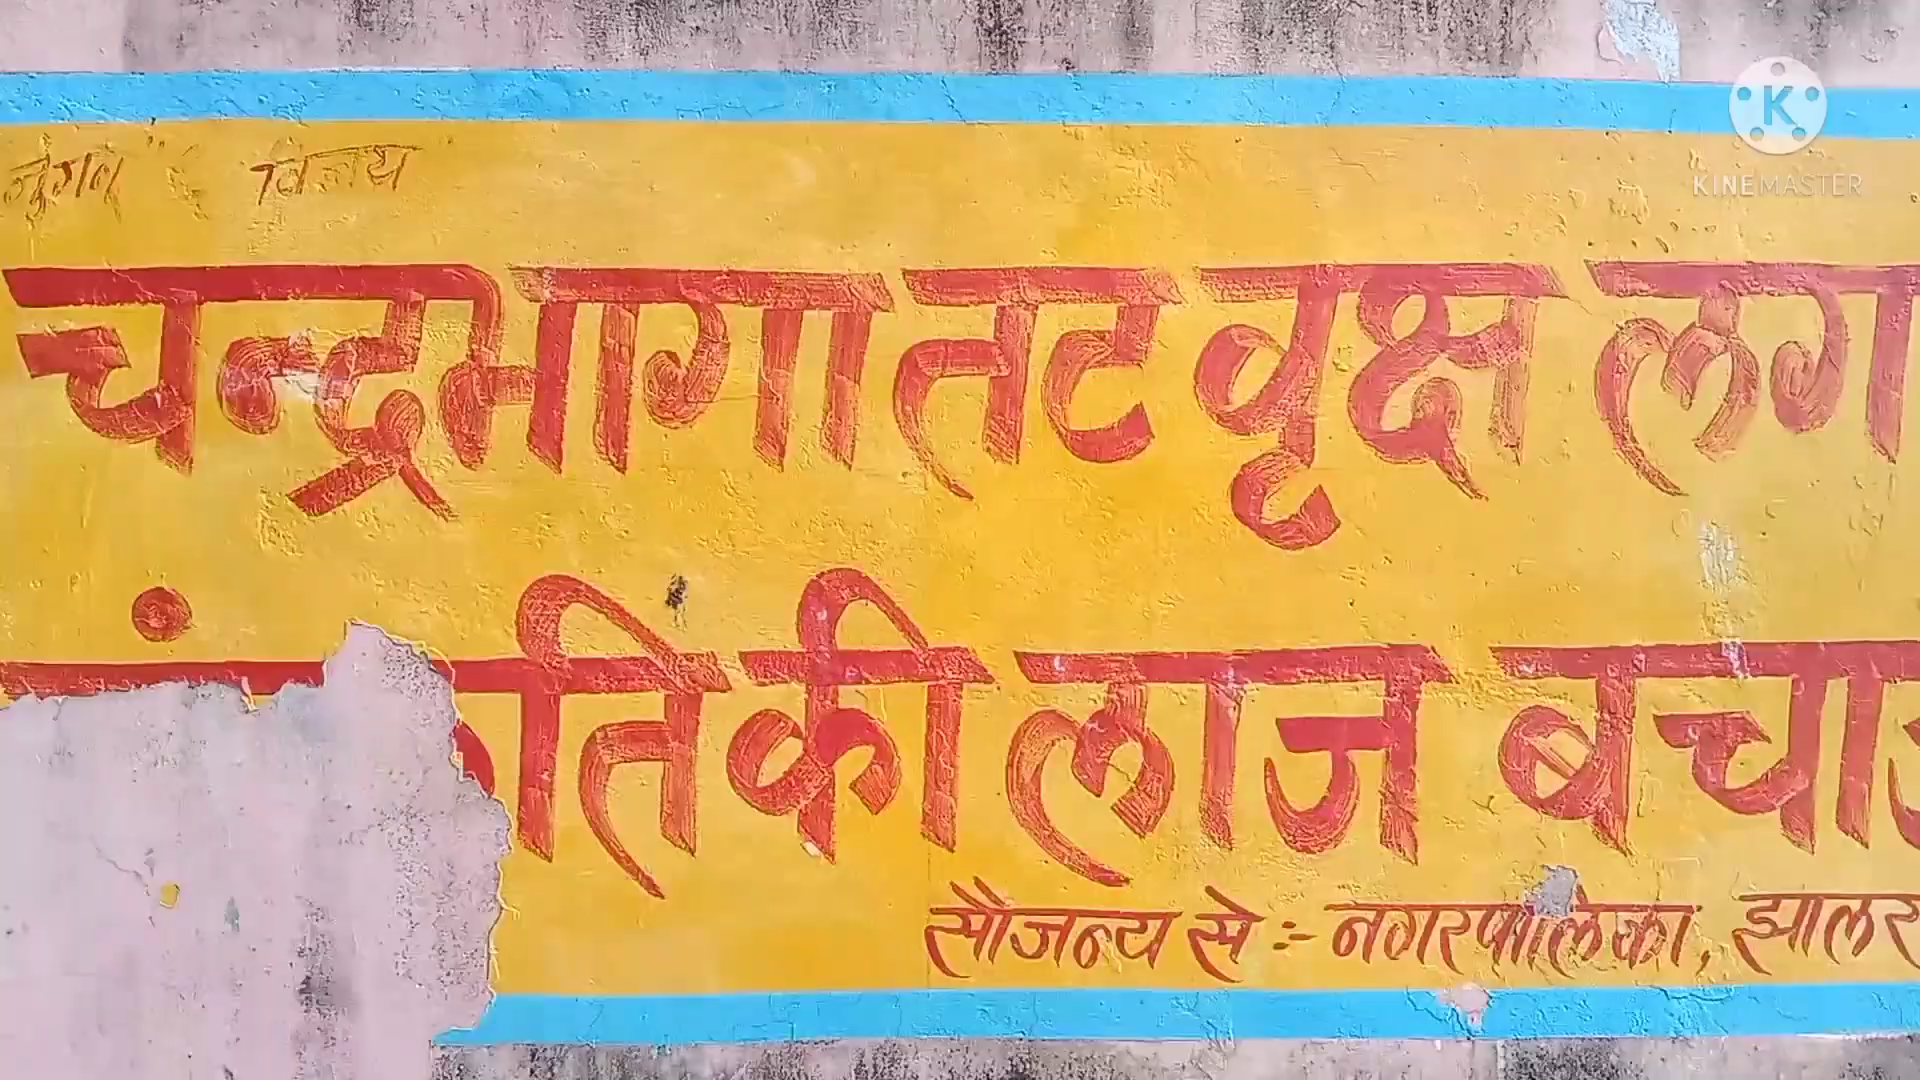 विजय
KINEMASTER
चन्द्रभागा तट वृक्ष लग
की लाज बचा
सौजन्य से :- नगरपालिका, झालर